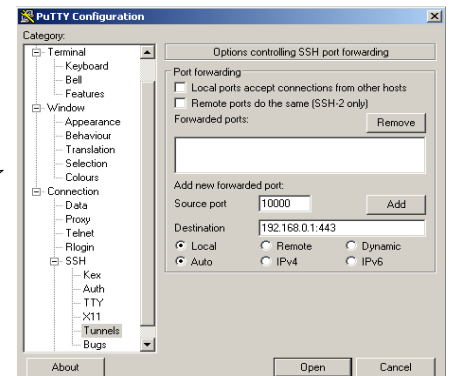 PuTTY Configuration
Category:
Terminal
Keyboard
Bell
Features
Window
Appearance
Behaviour
Translation
Selection
Colours
Connection
Data
Proxy
Telnet
Rlogin
SSH
Kex
Auth
TTY
X11
Tunnels
Bugs
Options controlling SSH port forwarding
Port forwarding
Local ports accept connections from other hosts
Remote ports do the same (SSH-2 only)
Forwarded ports:
Remove
Add new forwarded port:
Source port 10000 Add
Destination 192.168.0.1:443
Local Remote Dynamic
Auto IPv4 IPv6
About Open Cancel